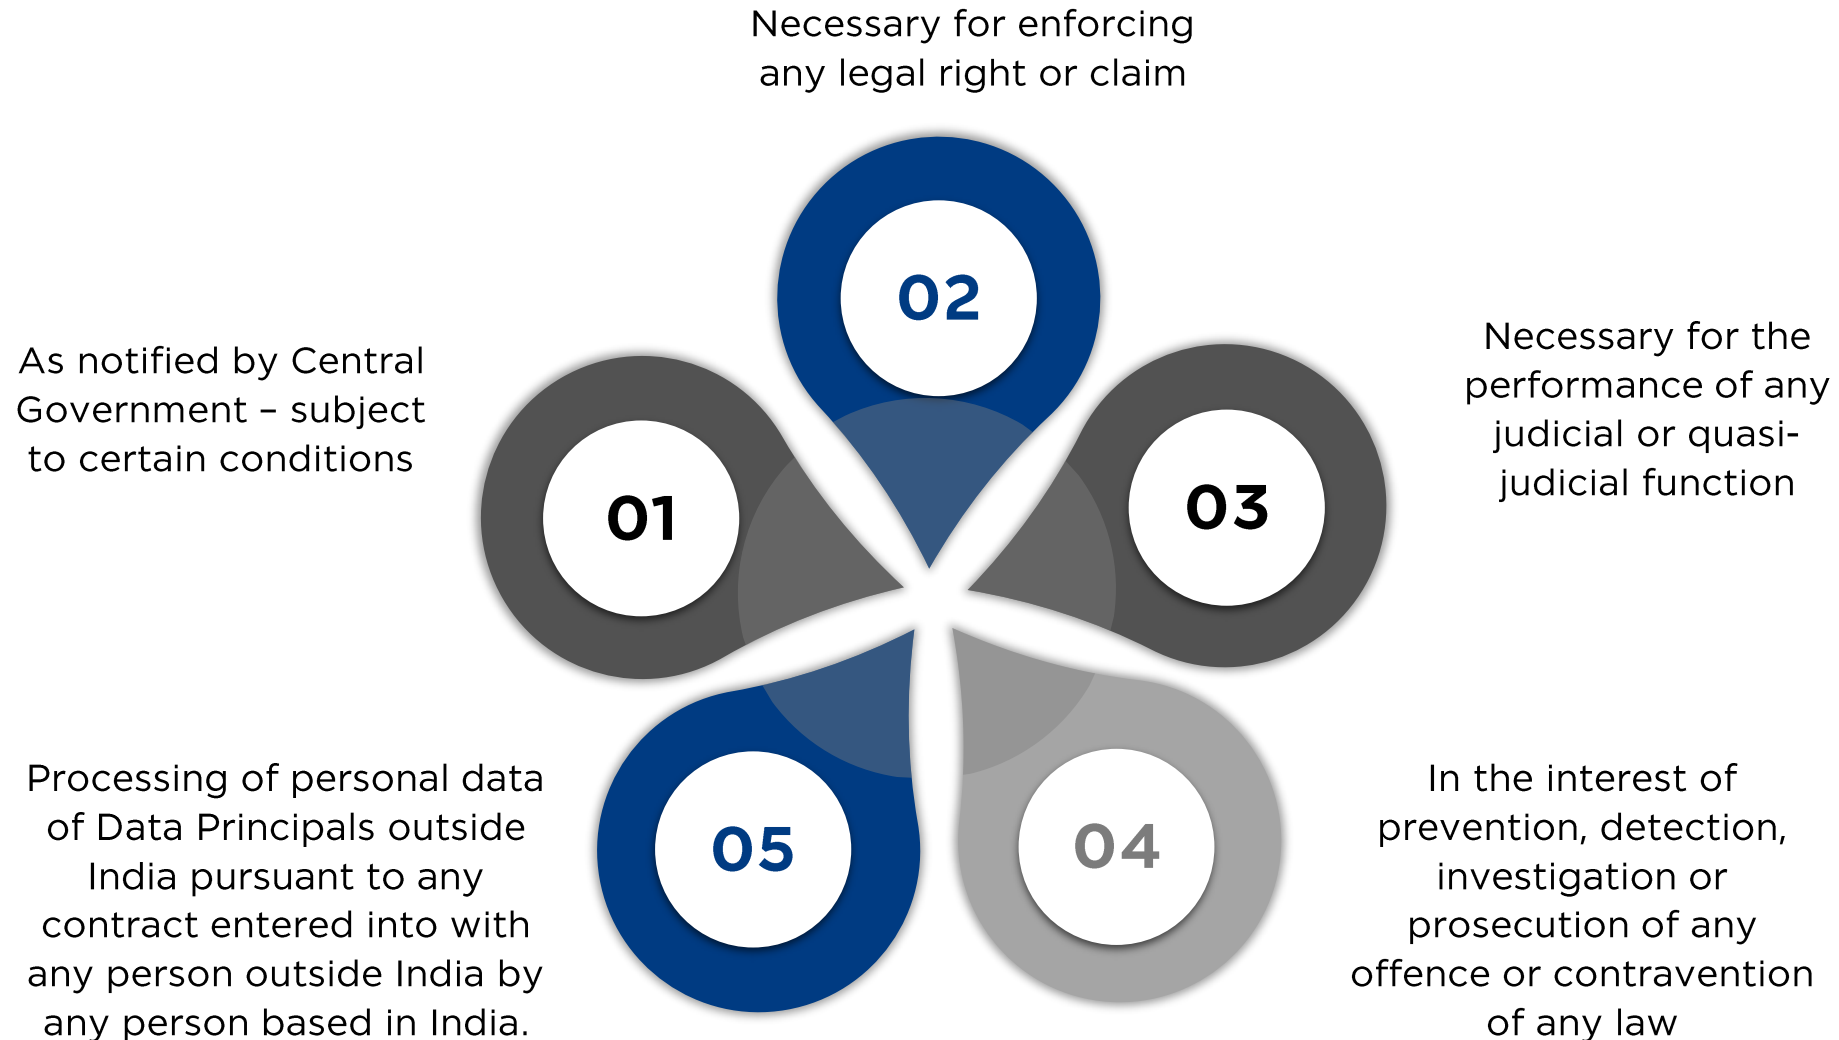 Necessary for enforcing
any legal right or claim
02
As notified by Central
Government – subject
to certain conditions
01
03
Necessary for the
performance of any
judicial or quasi-
judicial function
Processing of personal data
of Data Principals outside
India pursuant to any
contract entered into with
any person outside India by
any person based in India.
05
04
In the interest of
prevention, detection,
investigation or
prosecution of any
offence or contravention
of any law